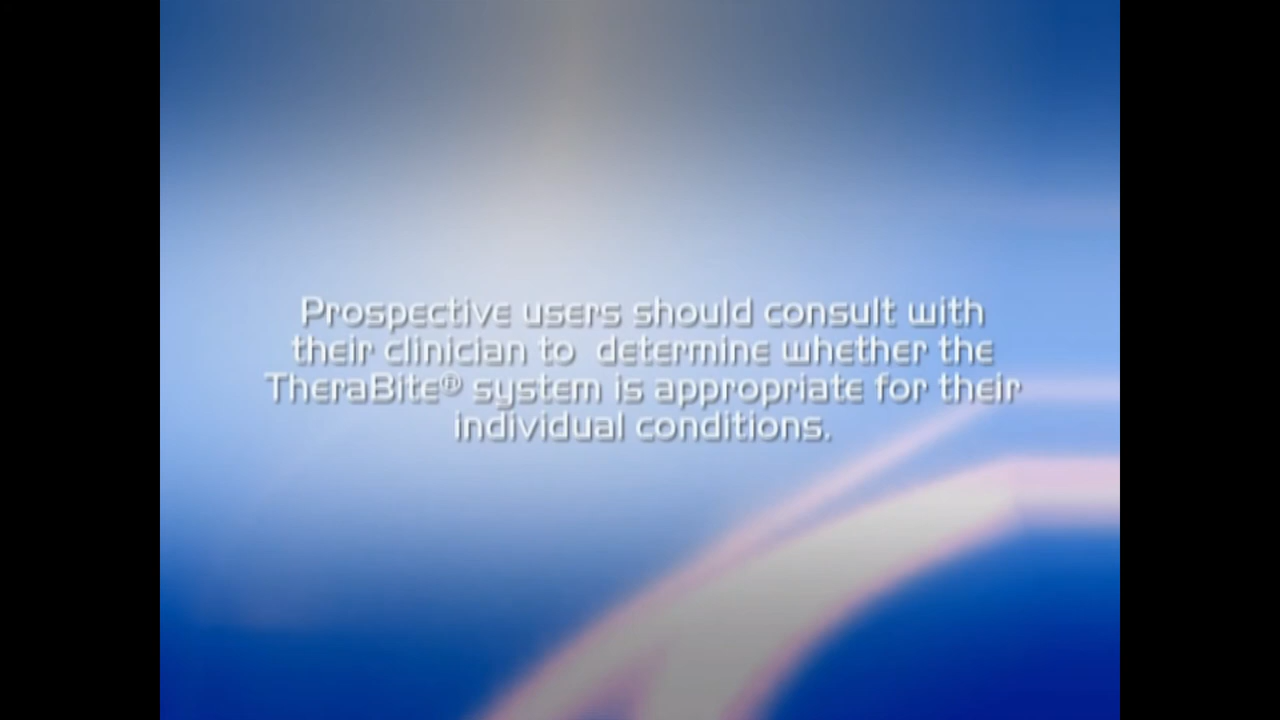 Prospective users should consult with
their clinician to  determine whether the
TheraBite® system is appropriate for their
individual conditions.